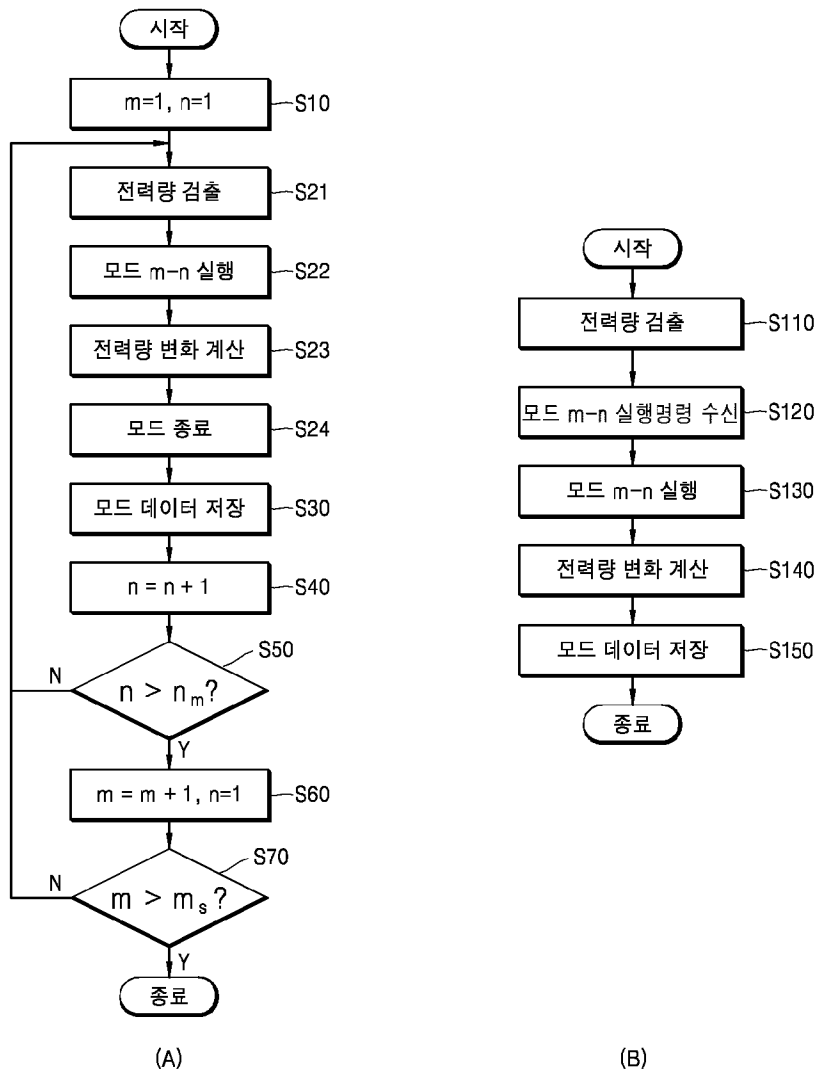 시작
m=1, n=1
S10
전력량 검출
S21
모드 m-n 실행
S22
전력량 변화 계산
S23
모드 종료
S24
모드 데이터 저장
S30
n = n + 1
S40
S50
N
n > nm?
Y
m = m + 1, n=1
S60
S70
N
m > ms?
Y
종료
(A)
시작
전력량 검출
S110
모드 m-n 실행명령 수신
S120
모드 m-n 실행
S130
전력량 변화 계산
S140
모드 데이터 저장
S150
종료
(B)